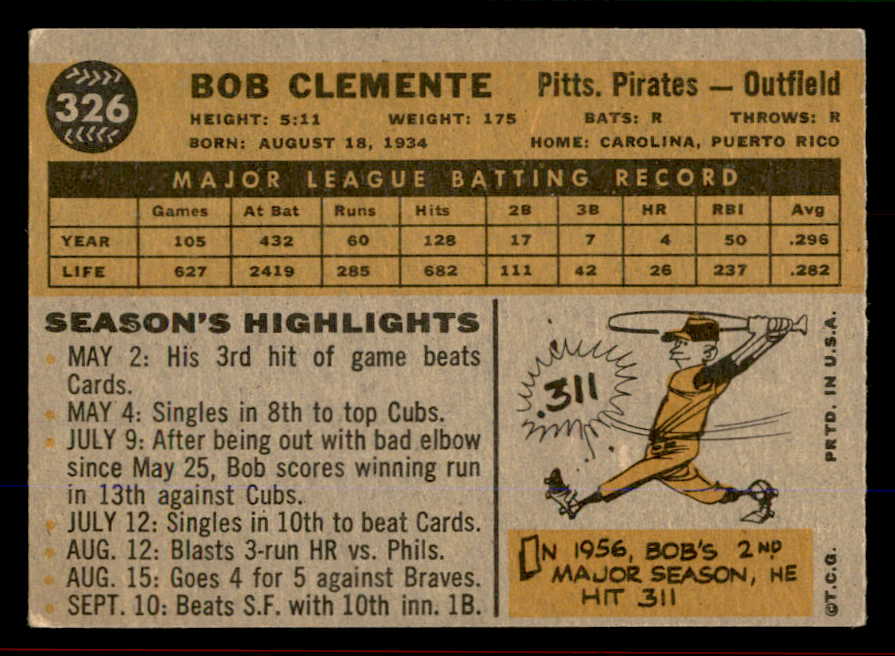 326
BOB CLEMENTE Pitts. Pirates — Outfield
HEIGHT: 5:11 WEIGHT: 175 BATS: R THROWS: R
BORN: AUGUST 18, 1934 HOME: CAROLINA, PUERTO RICO
MAJOR LEAGUE BATTING RECORD
Games At Bat Runs Hits 2B 3B HR RBI Avg
YEAR 105 432 60 128 17 7 4 50 .296
LIFE 627 2419 285 682 111 42 26 237 .282
SEASON'S HIGHLIGHTS
• MAY 2: His 3rd hit of game beats
Cards.
• MAY 4: Singles in 8th to top Cubs.
• JULY 9: After being out with bad elbow
since May 25, Bob scores winning run
in 13th against Cubs.
• JULY 12: Singles in 10th to beat Cards.
• AUG. 12: Blasts 3-run HR vs. Phils.
• AUG. 15: Goes 4 for 5 against Braves.
• SEPT. 10: Beats S.F. with 10th inn. 1B.
.311
IN 1956, BOB'S 2ND
MAJOR SEASON, HE
HIT 311
PRTD. IN U.S.A.
©T.C.G.